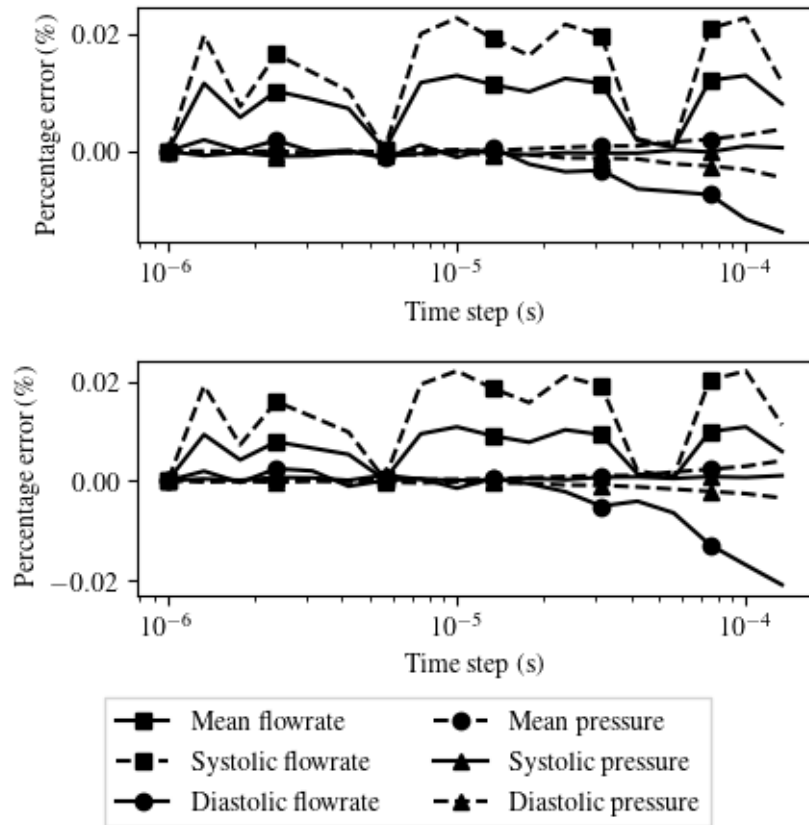 Percentage error (%)
0.02
0.00
10⁻⁶ 10⁻⁵ 10⁻⁴
Time step (s)
Percentage error (%)
0.02
0.00
−0.02
10⁻⁶ 10⁻⁵ 10⁻⁴
Time step (s)
Mean flowrate
Systolic flowrate
Diastolic flowrate
Mean pressure
Systolic pressure
Diastolic pressure